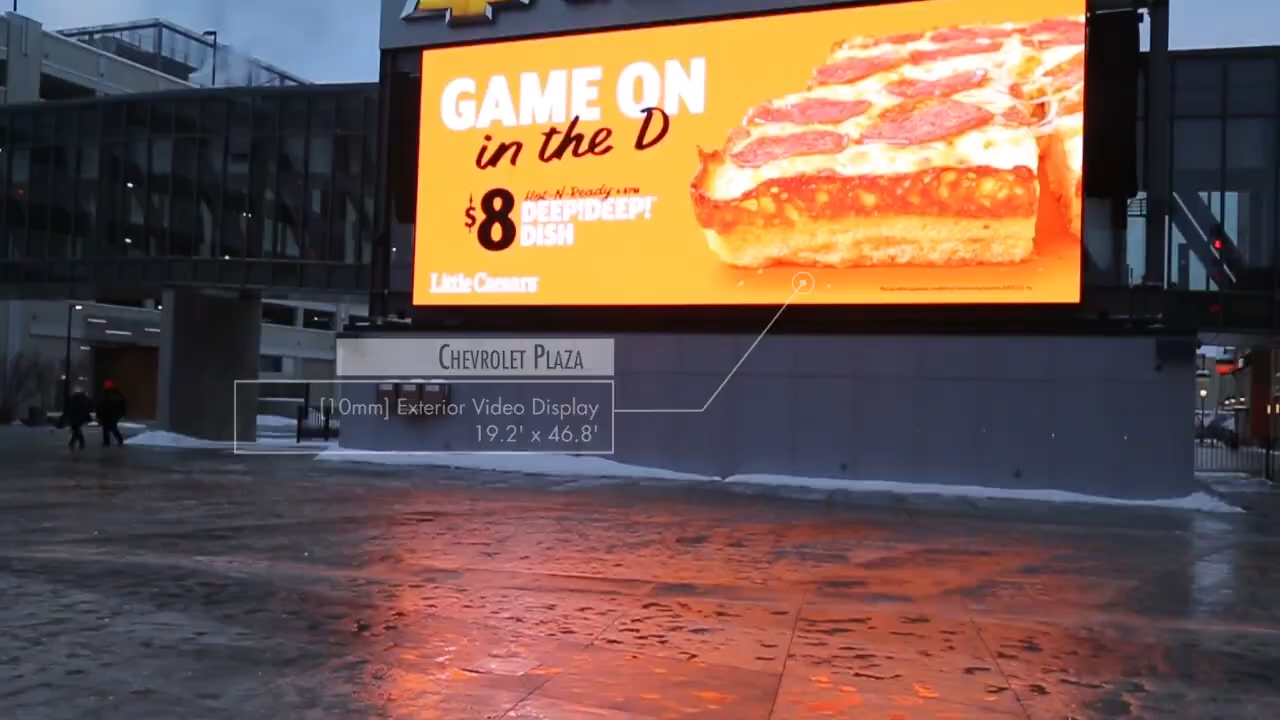 GAME ON
in the D
$8
Hot-N-Ready
DEEP!DEEP!
DISH
Little Caesars
CHEVROLET PLAZA
[10mm] Exterior Video Display
19.2' x 46.8'